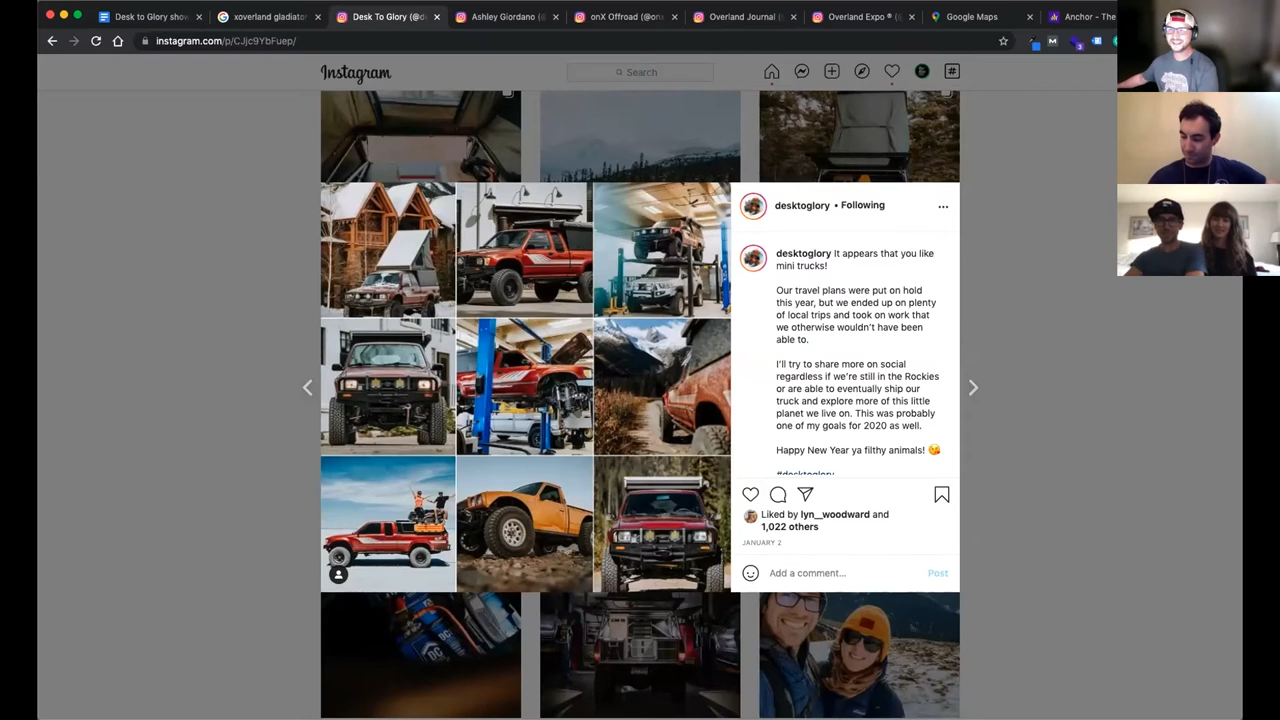 Desk to Glory show
xoverland gladiator
Desk To Glory (@d
Ashley Giordano (@
onX Offroad (@on
Overland Journal (
Overland Expo ® (
Google Maps
Anchor - The
instagram.com/p/CJjc9YbFuep/
Instagram
Search
desktoglory • Following
desktoglory It appears that you like
mini trucks!
Our travel plans were put on hold
this year, but we ended up on plenty
of local trips and took on work that
we otherwise wouldn't have been
able to.
I'll try to share more on social
regardless if we're still in the Rockies
or are able to eventually ship our
truck and explore more of this little
planet we live on. This was probably
one of my goals for 2020 as well.
Happy New Year ya filthy animals! 😘
#desktoglory
Liked by lyn__woodward and
1,022 others
JANUARY 2
Add a comment...
Post